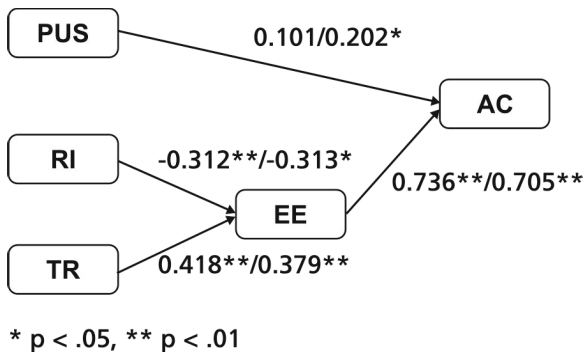 PUS
0.101/0.202*
AC
RI
-0.312**/-0.313*
0.736**/0.705**
EE
TR
0.418**/0.379**
* p < .05, ** p < .01